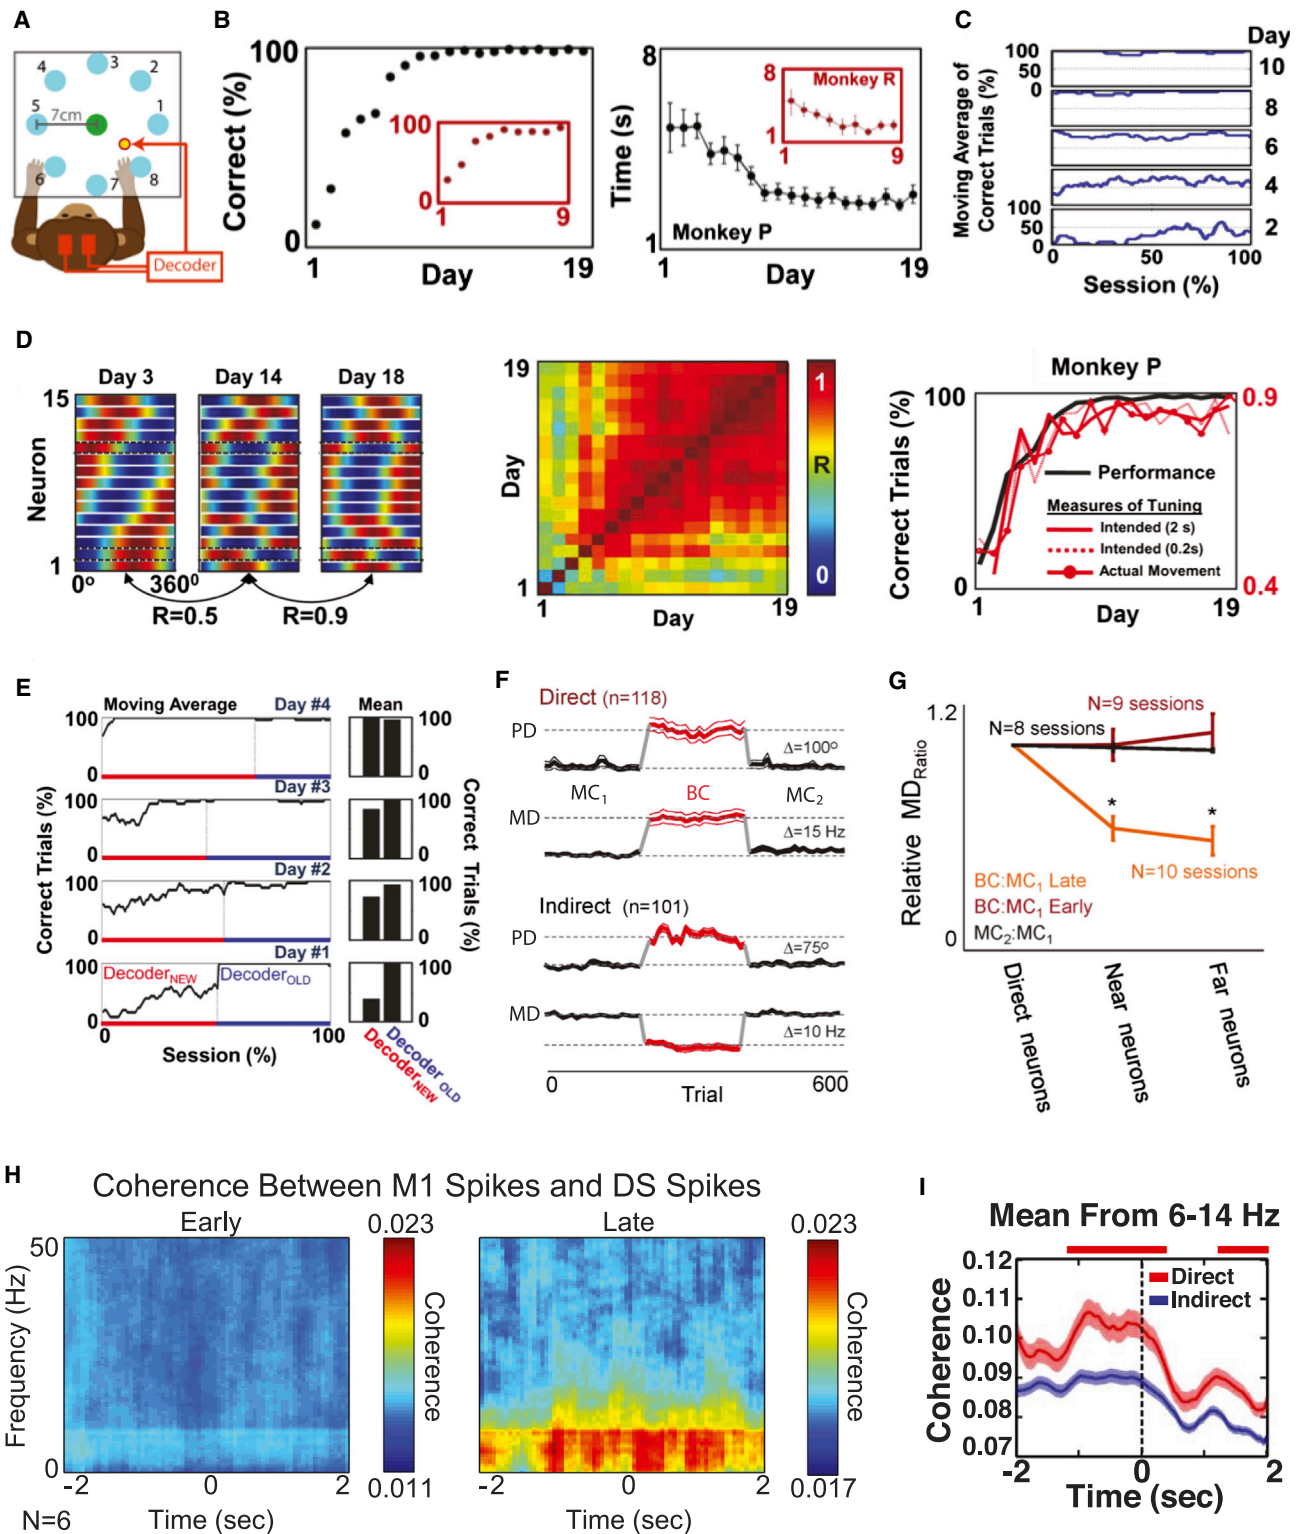 A
4
3
2
5
7cm
1
6
7
8
Decoder
B
100
Correct (%)
0
1
Day
19
100
0
1
9
8
Time (s)
1
Monkey P
1
Day
19
8
Monkey R
1
1
9
C
Day
Moving Average of
Correct Trials (%)
100
50
0
10
8
6
4
100
50
0
2
0
50
100
Session (%)
D
Day 3
Day 14
Day 18
15
Neuron
1
0º
360º
R=0.5
R=0.9
19
Day
1
1
Day
19
1
R
0
Monkey P
100
Correct Trials (%)
0
0.9
0.4
Performance
Measures of Tuning
Intended (2 s)
Intended (0.2s)
Actual Movement
1
Day
19
E
Moving Average
Day #4
Mean
100
0
100
0
Day #3
100
0
100
0
Day #2
100
0
100
0
Day #1
100
0
100
0
DecoderNEW
DecoderOLD
Correct Trials (%)
Correct Trials (%)
0
100
Session (%)
Decoder OLD
DecoderNEW
F
Direct (n=118)
PD
Δ=100º
MC1
BC
MC2
MD
Δ=15 Hz
Indirect (n=101)
PD
Δ=75º
MD
Δ=10 Hz
0
Trial
600
G
1.2
Relative MDRatio
0
N=9 sessions
N=8 sessions
*
*
N=10 sessions
BC:MC1 Late
BC:MC1 Early
MC2:MC1
Direct neurons
Near neurons
Far neurons
H
Coherence Between M1 Spikes and DS Spikes
Early
Late
50
Frequency (Hz)
0
-2
0
2
Time (sec)
N=6
0.023
Coherence
0.011
-2
0
2
Time (sec)
0.023
Coherence
0.017
I
Mean From 6-14 Hz
0.12
0.11
0.10
0.09
0.08
0.07
Coherence
Direct
Indirect
-2
0
2
Time (sec)